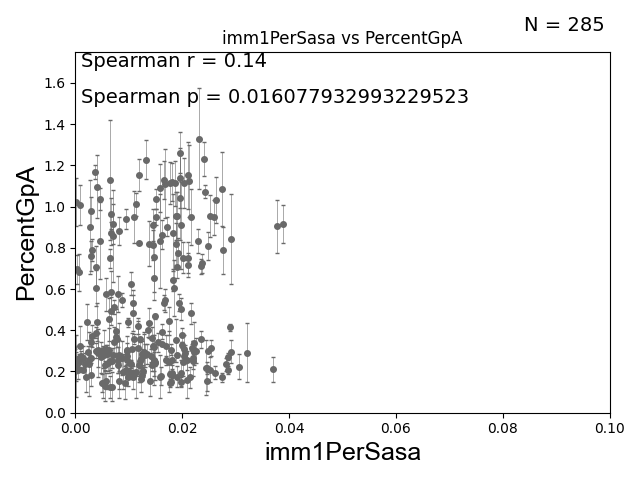 N = 285
imm1PerSasa vs PercentGpA
Spearman r = 0.14
Spearman p = 0.016077932993229523
1.6
1.4
1.2
1.0
0.8
0.6
0.4
0.2
0.0
PercentGpA
0.00 0.02 0.04 0.06 0.08 0.10
imm1PerSasa